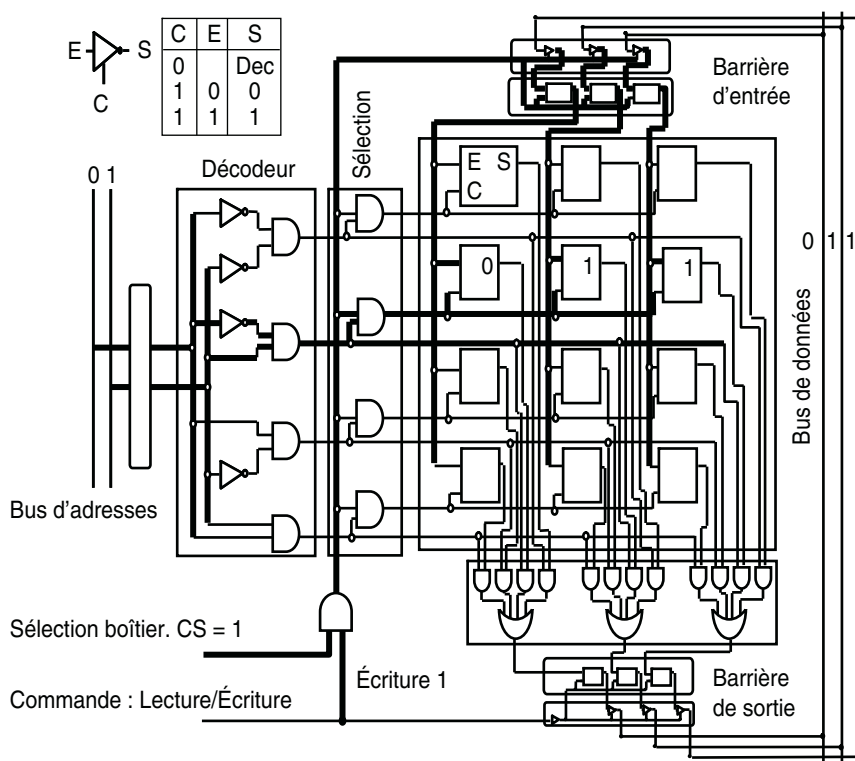 E
S
C
C E S
0 Dec
1 0 0
1 1 1
Barrière
d'entrée
Sélection
Décodeur
0 1
E S
C
0
1
1
0 1 1
Bus de données
Bus d'adresses
Sélection boîtier. CS = 1
Écriture 1
Commande : Lecture/Écriture
Barrière
de sortie